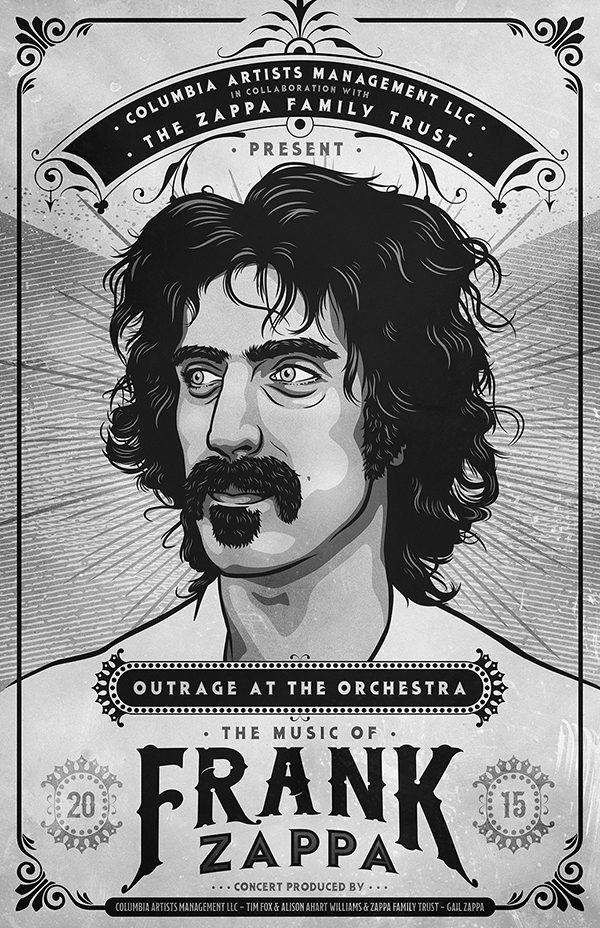 · COLUMBIA ARTISTS MANAGEMENT LLC ·
IN COLLABORATION WITH
· THE ZAPPA FAMILY TRUST ·
· PRESENT ·
OUTRAGE AT THE ORCHESTRA
· THE MUSIC OF ·
FRANK
20
15
ZAPPA
··· CONCERT PRODUCED BY ···
COLUMBIA ARTISTS MANAGEMENT LLC – TIM FOX & ALISON AHART WILLIAMS & ZAPPA FAMILY TRUST – GAIL ZAPPA